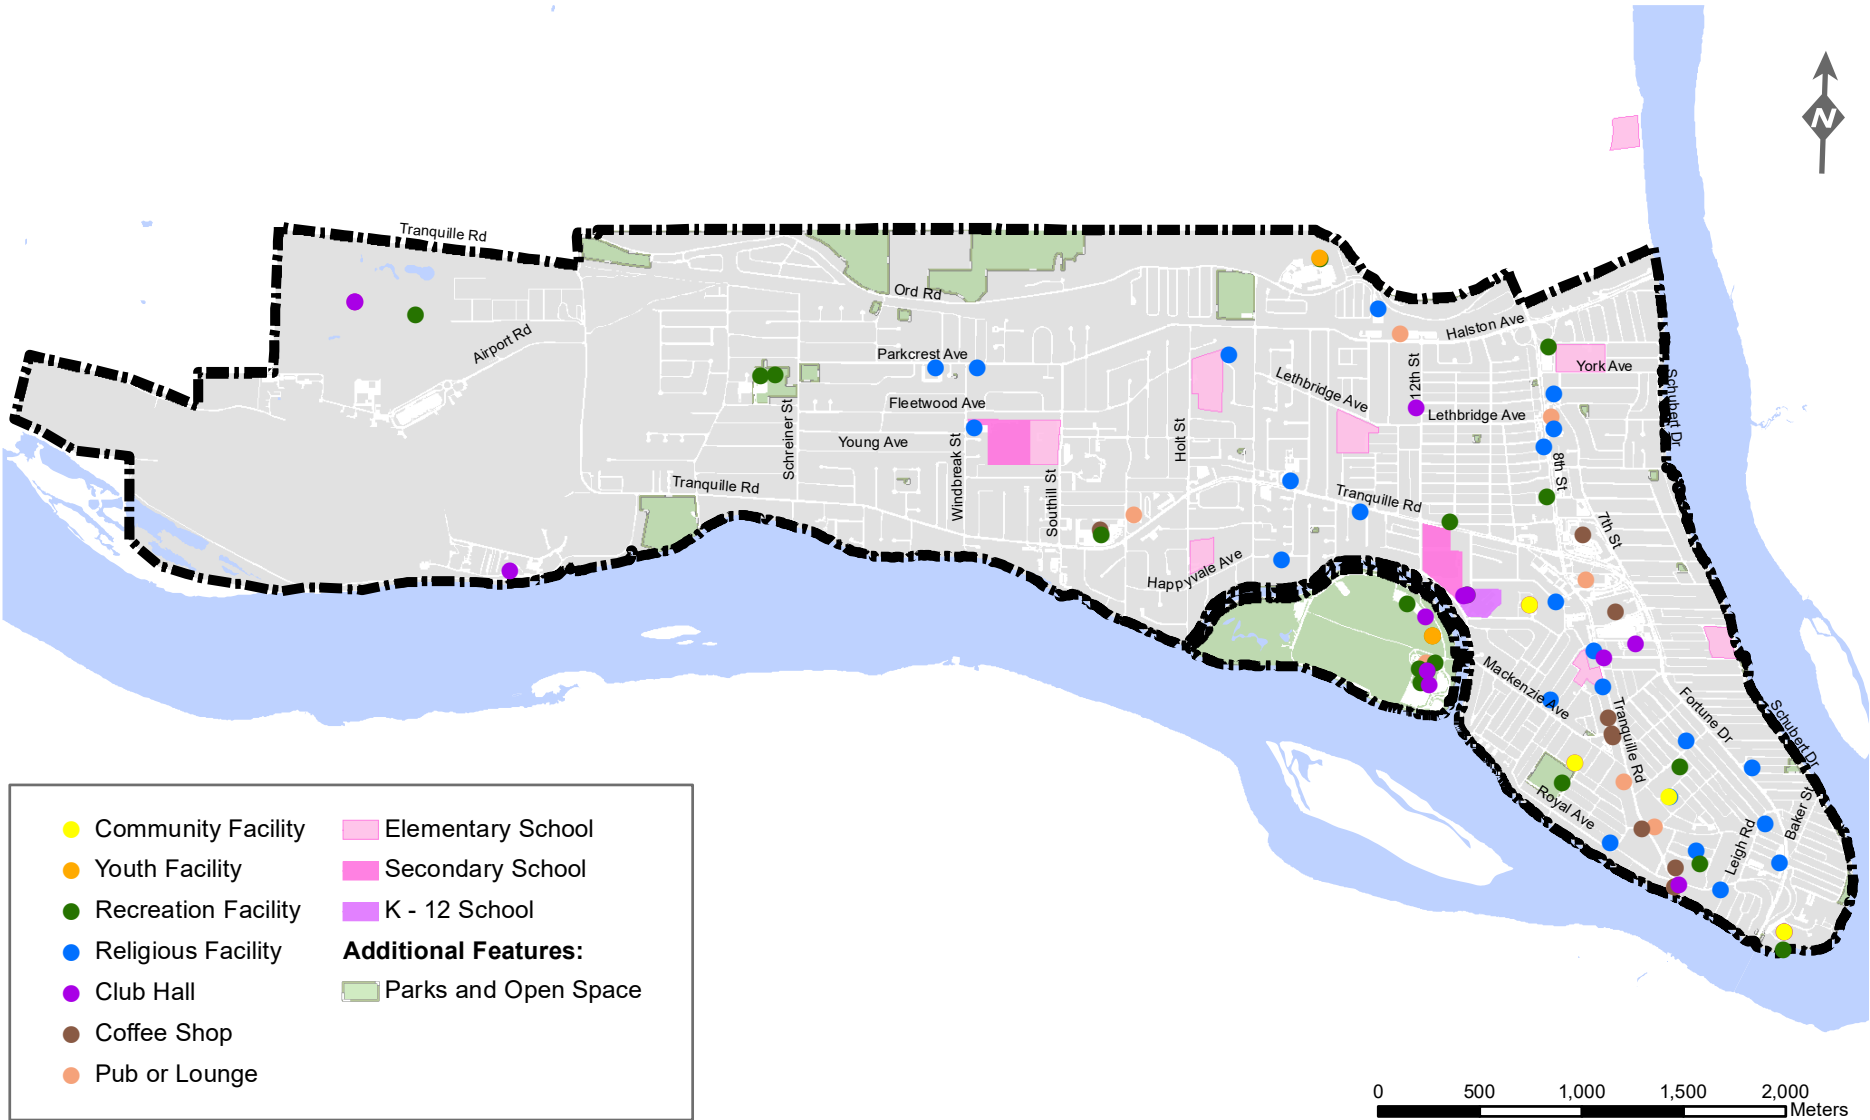 N
Tranquille Rd
Ord Rd
Airport Rd
Halston Ave
Parkcrest Ave
York Ave
Lethbridge Ave
12th St
Schubert Dr
Fleetwood Ave
Lethbridge Ave
Schreiner St
Young Ave
Windbreak St
Holt St
8th St
Southill St
Tranquille Rd
Tranquille Rd
7th St
Happyvale Ave
Mackenzie Ave
Tranquille Rd
Fortune Dr
Schubert Dr
Royal Ave
Leigh Rd
Baker St
Community Facility
Youth Facility
Recreation Facility
Religious Facility
Club Hall
Coffee Shop
Pub or Lounge
Elementary School
Secondary School
K - 12 School
Additional Features:
Parks and Open Space
0 500 1,000 1,500 2,000
Meters